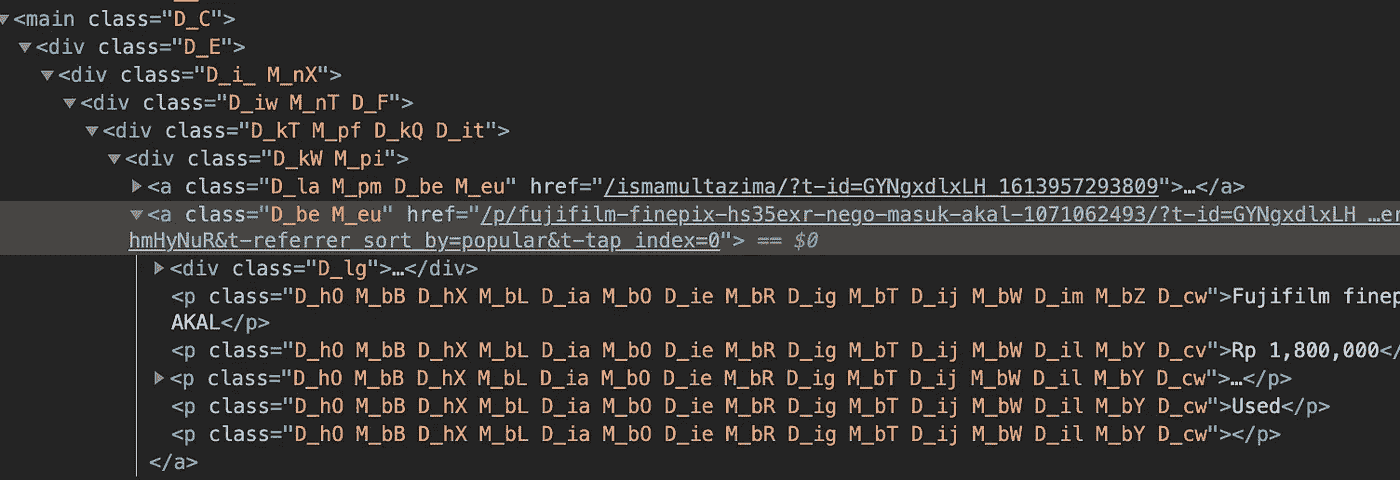 <main class="D_C">
<div class="D_E">
<div class="D_i_ M_nX">
<div class="D_iw M_nT D_F">
<div class="D_kT M_pf D_kQ D_it">
<div class="D_kW M_pi">
<a class="D_la M_pm D_be M_eu" href="/ismamultazima/?t-id=GYNgxdlxLH_1613957293809">…</a>
<a class="D_be M_eu" href="/p/fujifilm-finepix-hs35exr-nego-masuk-akal-1071062493/?t-id=GYNgxdlxLH_…e
hmHyNuR&t-referrer_sort_by=popular&t-tap_index=0"> == $0
<div class="D_lg">…</div>
<p class="D_hO M_bB D_hX M_bL D_ia M_bO D_ie M_bR D_ig M_bT D_ij M_bW D_im M_bZ D_cw">Fujifilm finep
AKAL</p>
<p class="D_hO M_bB D_hX M_bL D_ia M_bO D_ie M_bR D_ig M_bT D_ij M_bW D_il M_bY D_cv">Rp 1,800,000</
<p class="D_hO M_bB D_hX M_bL D_ia M_bO D_ie M_bR D_ig M_bT D_ij M_bW D_il M_bY D_cw">…</p>
<p class="D_hO M_bB D_hX M_bL D_ia M_bO D_ie M_bR D_ig M_bT D_ij M_bW D_il M_bY D_cw">Used</p>
<p class="D_hO M_bB D_hX M_bL D_ia M_bO D_ie M_bR D_ig M_bT D_ij M_bW D_il M_bY D_cw"></p>
</a>